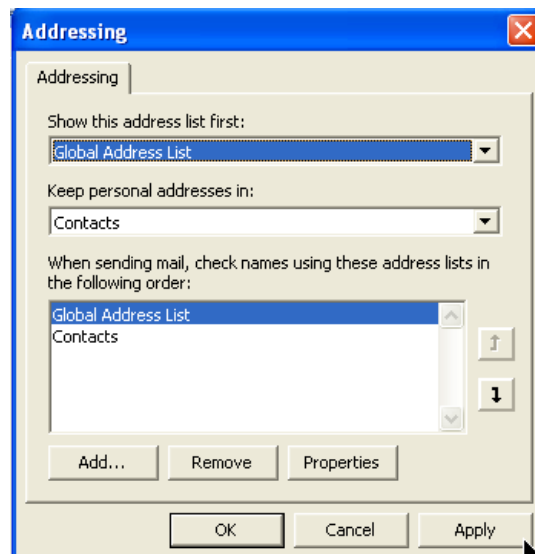 Addressing
Addressing
Show this address list first:
Global Address List
Keep personal addresses in:
Contacts
When sending mail, check names using these address lists in
the following order:
Global Address List
Contacts
Add...
Remove
Properties
OK
Cancel
Apply